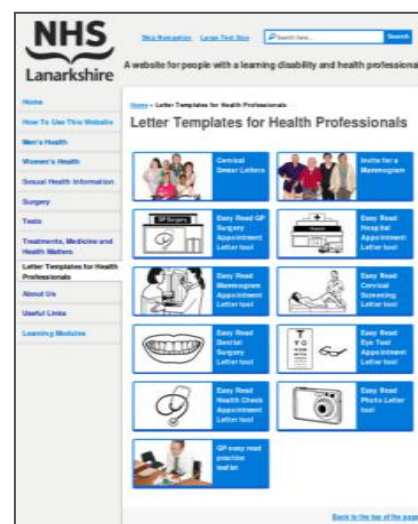 NHS
Lanarkshire
Skip Navigation Large Text Size Search here... Search
A website for people with a learning disability and health professiona
Home
How To Use This Website
Men's Health
Women's Health
Sexual Health Information
Surgery
Tests
Treatments, Medicine and
Health Matters
Letter Templates for Health
Professionals
About Us
Useful Links
Learning Modules
Home » Letter Templates for Health Professionals
Letter Templates for Health Professionals
Cervical
Smear Letters
Invite for a
Mammogram
GP Surgery
Easy Read GP
Surgery
Appointment
Letter tool
Hospital
Easy Read
Hospital
Appointment
Letter tool
Easy Read
Mammogram
Appointment
Letter tool
Easy Read
Cervical
Screening
Letter tool
Easy Read
Dental
Surgery
Letter tool
Easy Read
Eye Test
Appointment
Letter tool
Easy Read
Health Check
Appointment
Letter tool
Easy Read
Photo Letter
tool
GP easy read
practice
leaflet
Back to the top of the page